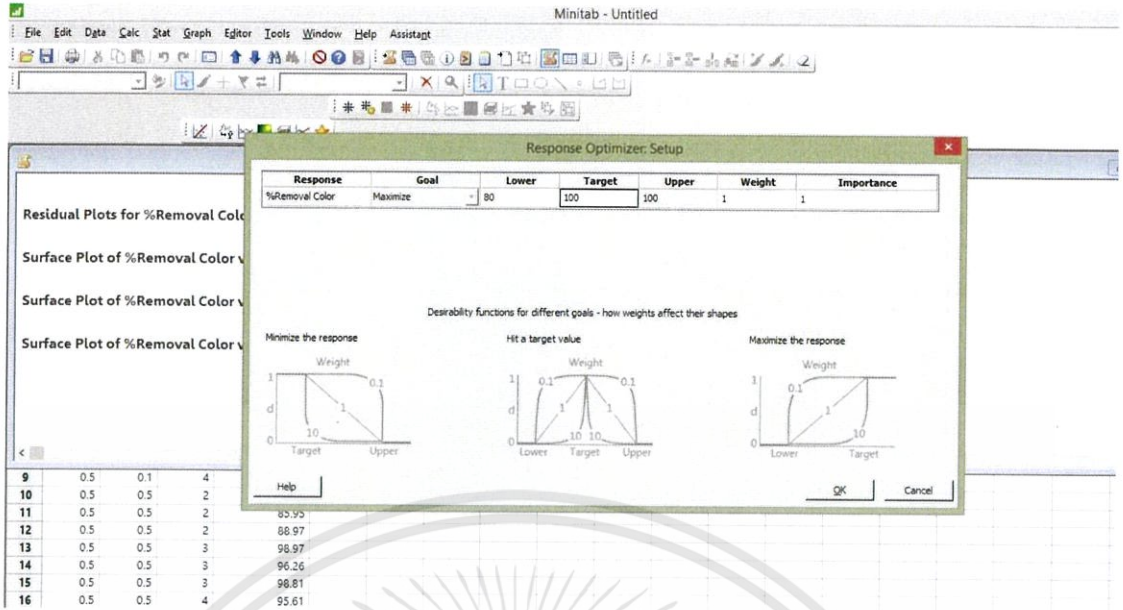 Minitab - Untitled
File Edit Data Calc Stat Graph Editor Tools Window Help Assistant
Response Optimizer: Setup
Response Goal Lower Target Upper Weight Importance
%Removal Color Maximize 80 100 100 1 1
Residual Plots for %Removal Colo
Surface Plot of %Removal Color v
Surface Plot of %Removal Color v
Surface Plot of %Removal Color v
Desirability functions for different goals - how weights affect their shapes
Minimize the response
Weight
1
0.1
d
1
10
0
Target Upper
Hit a target value
Weight
1
0.1 0.1
d
1 1
10 10
0
Lower Target Upper
Maximize the response
Weight
1
0.1
d
1
10
0
Lower Target
Help OK Cancel
9 0.5 0.1 4
10 0.5 0.5 2
11 0.5 0.5 2 85.95
12 0.5 0.5 2 88.97
13 0.5 0.5 3 98.97
14 0.5 0.5 3 96.26
15 0.5 0.5 3 98.81
16 0.5 0.5 4 95.61